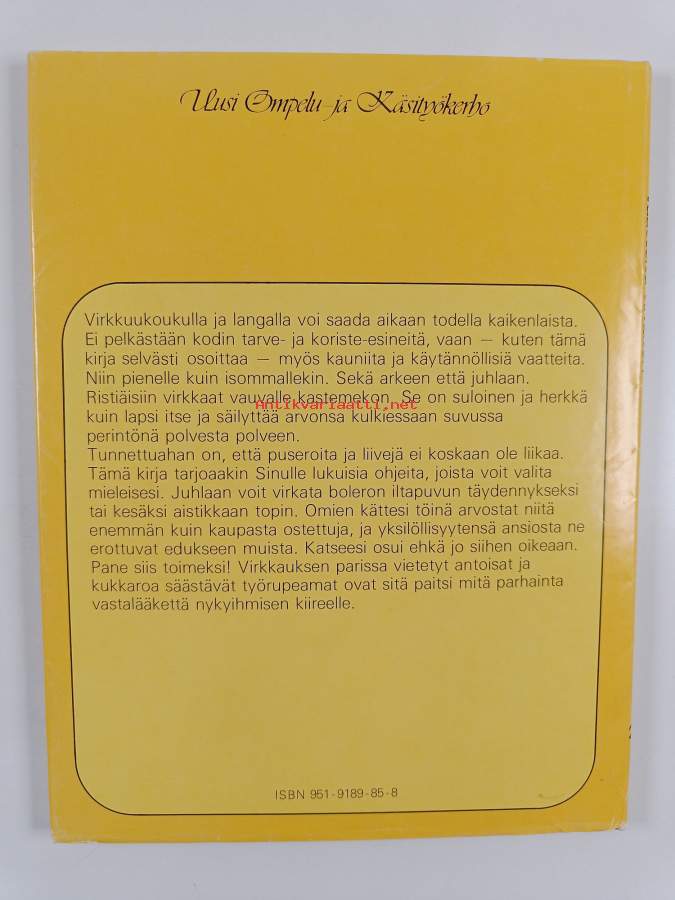 Uusi Ompelu- ja Käsityökerho
Virkkuukoukulla ja langalla voi saada aikaan todella kaikenlaista.
Ei pelkästään kodin tarve- ja koriste-esineitä, vaan — kuten tämä
kirja selvästi osoittaa — myös kauniita ja käytännöllisiä vaatteita.
Niin pienelle kuin isommallekin. Sekä arkeen että juhlaan.
Ristiäisiin virkkaat vauvalle kastemekon. Se on suloinen ja herkkä
Antikvariaatti.net
kuin lapsi itse ja säilyttää arvonsa kulkiessaan suvussa
perintönä polvesta polveen.
Tunnettuahan on, että puseroita ja liivejä ei koskaan ole liikaa.
Tämä kirja tarjoaakin Sinulle lukuisia ohjeita, joista voit valita
mieleisesi. Juhlaan voit virkata boleron iltapuvun täydennykseksi
tai kesäksi aistikkaan topin. Omien kättesi töinä arvostat niitä
enemmän kuin kaupasta ostettuja, ja yksilöllisyytensä ansiosta ne
erottuvat edukseen muista. Katseesi osui ehkä jo siihen oikeaan.
Pane siis toimeksi! Virkkauksen parissa vietetyt antoisat ja
kukkaroa säästävät työrupeamat ovat sitä paitsi mitä parhainta
vastalääkettä nykyihmisen kiireelle.
ISBN 951-9189-85-8